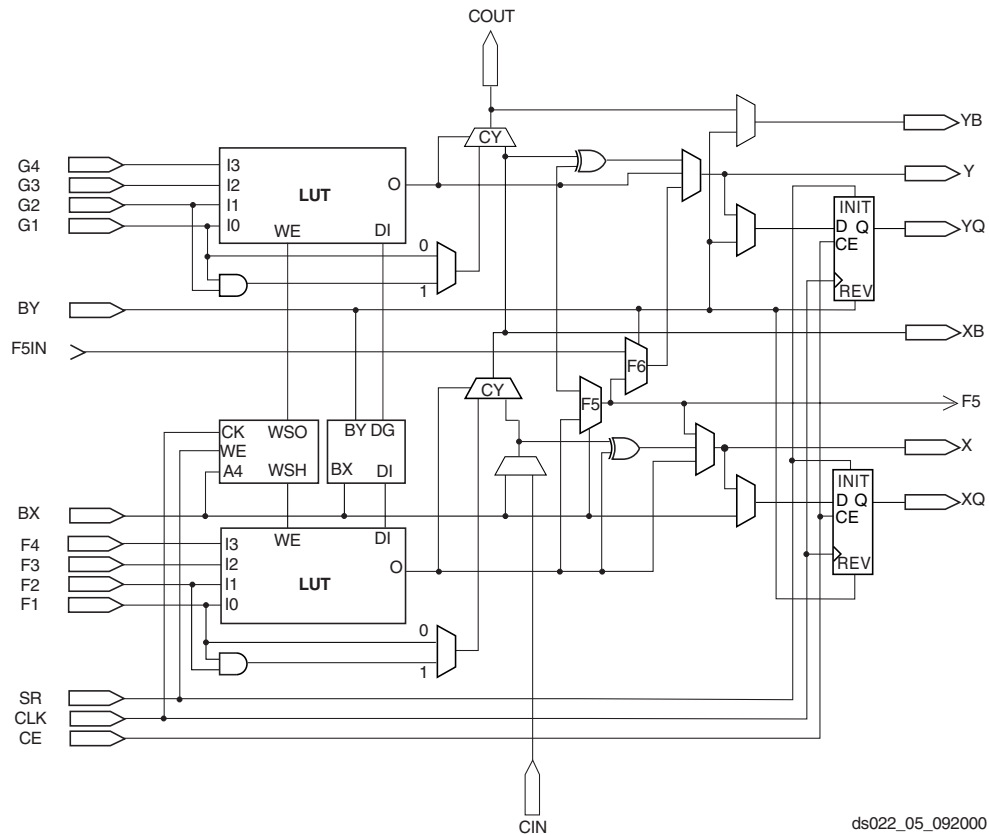 COUT
YB
CY
G4
G3
G2
G1
I3
I2
I1
I0
LUT
O
WE
DI
Y
INIT
D Q
CE
REV
YQ
0
1
BY
XB
F5IN
F6
CY
F5
F5
CK
WE
A4
WSO
WSH
BY DG
BX
DI
X
INIT
D Q
CE
REV
XQ
BX
F4
F3
F2
F1
WE
DI
I3
I2
I1
I0
LUT
O
0
1
SR
CLK
CE
CIN
ds022_05_092000